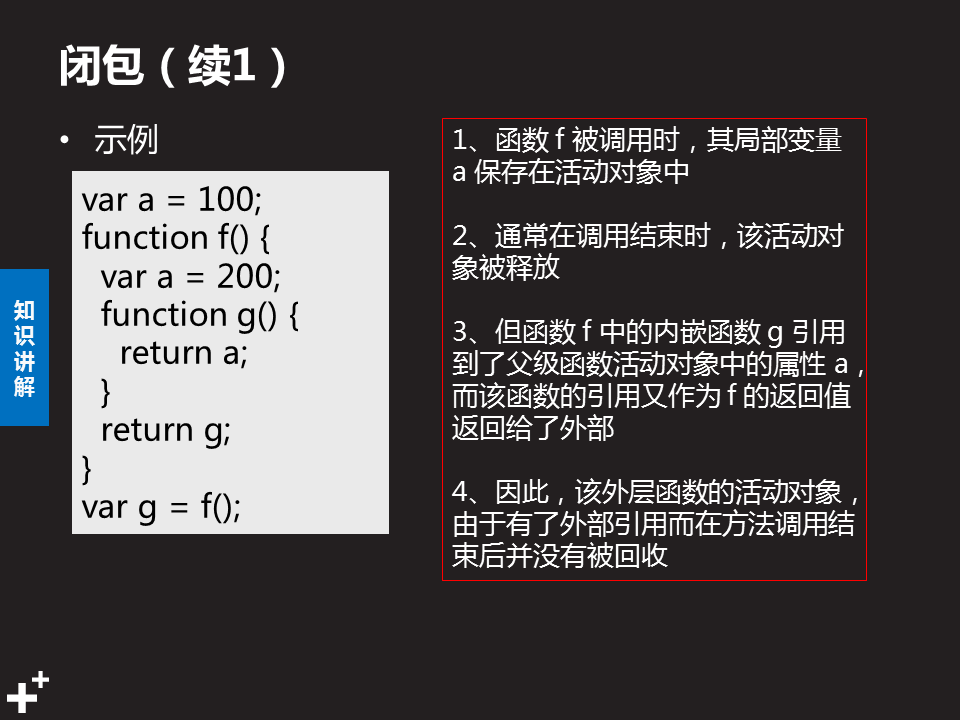 闭包（续1）
• 示例
var a = 100;
function f() {
  var a = 200;
  function g() {
    return a;
  }
  return g;
}
var g = f();
知
识
讲
解
1、函数 f 被调用时，其局部变量
a 保存在活动对象中
2、通常在调用结束时，该活动对
象被释放
3、但函数 f 中的内嵌函数 g 引用
到了父级函数活动对象中的属性 a，
而该函数的引用又作为 f 的返回值
返回给了外部
4、因此，该外层函数的活动对象，
由于有了外部引用而在方法调用结
束后并没有被回收